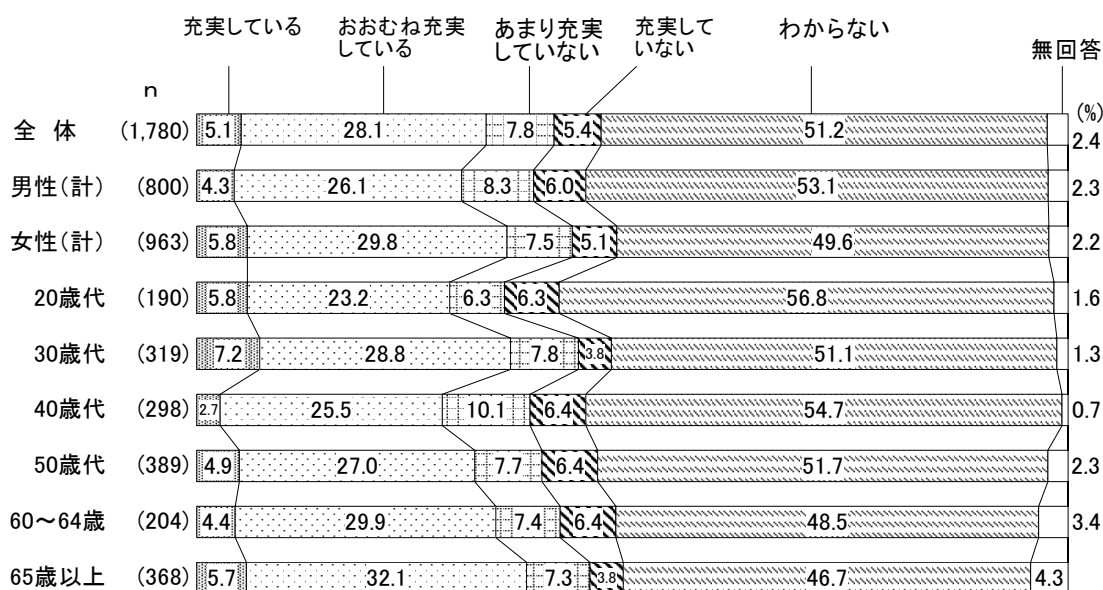 充実している おおむね充実している あまり充実していない 充実していない わからない 無回答
n
(%)
全 体 (1,780) 5.1 28.1 7.8 5.4 51.2 2.4
男性(計) (800) 4.3 26.1 8.3 6.0 53.1 2.3
女性(計) (963) 5.8 29.8 7.5 5.1 49.6 2.2
20歳代 (190) 5.8 23.2 6.3 6.3 56.8 1.6
30歳代 (319) 7.2 28.8 7.8 3.8 51.1 1.3
40歳代 (298) 2.7 25.5 10.1 6.4 54.7 0.7
50歳代 (389) 4.9 27.0 7.7 6.4 51.7 2.3
60～64歳 (204) 4.4 29.9 7.4 6.4 48.5 3.4
65歳以上 (368) 5.7 32.1 7.3 3.8 46.7 4.3